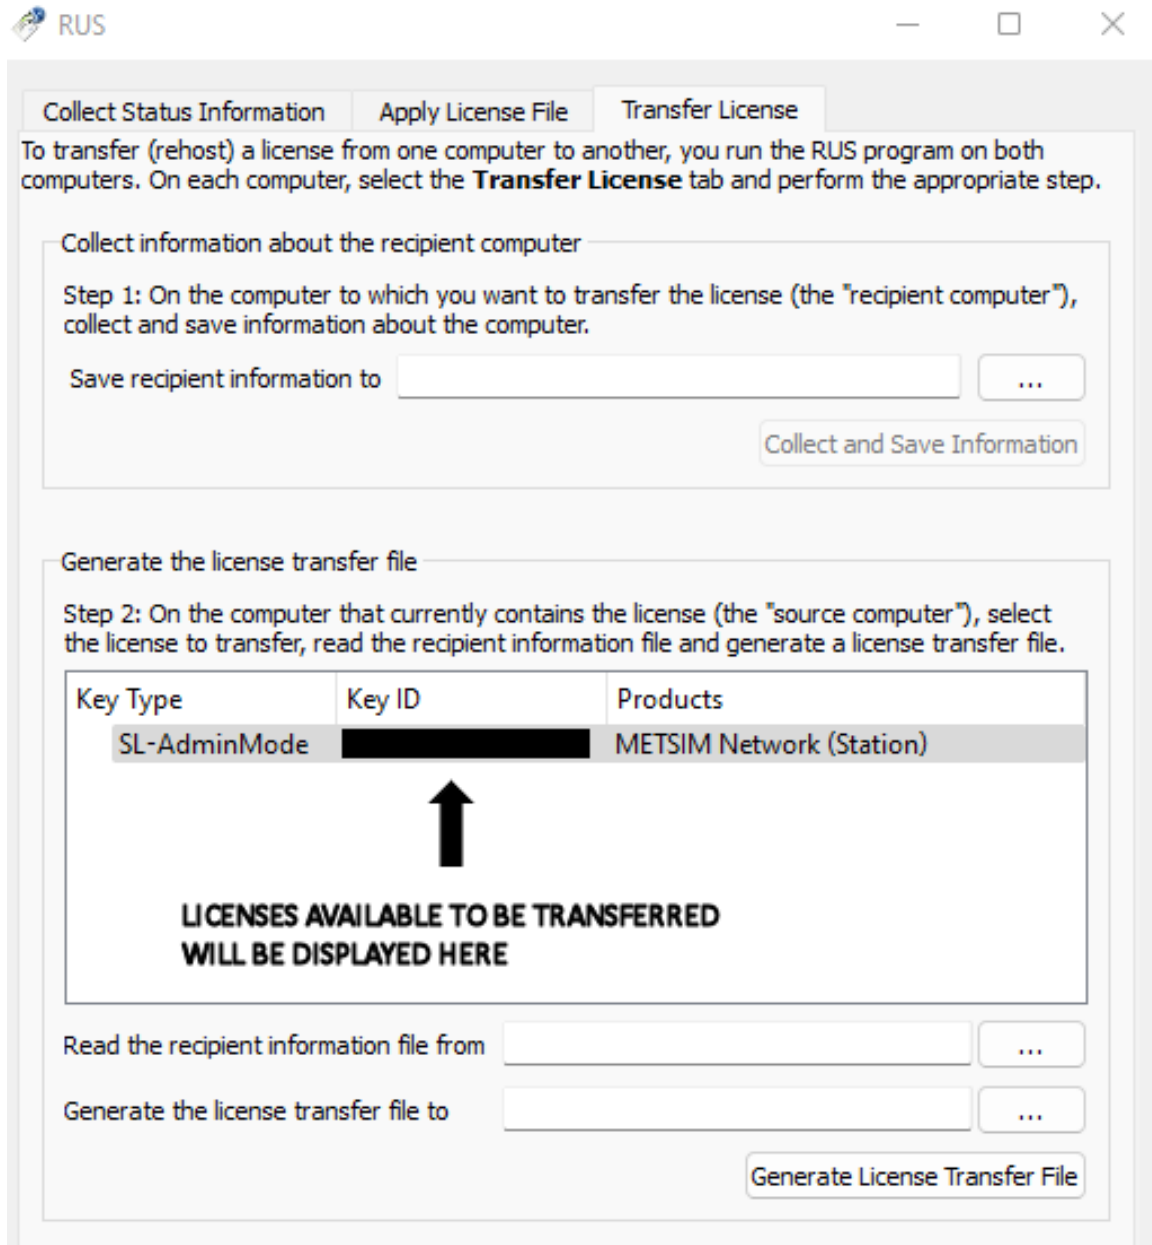 RUS
Collect Status Information Apply License File Transfer License
To transfer (rehost) a license from one computer to another, you run the RUS program on both
computers. On each computer, select the Transfer License tab and perform the appropriate step.
Collect information about the recipient computer
Step 1: On the computer to which you want to transfer the license (the "recipient computer"),
collect and save information about the computer.
Save recipient information to ...
Collect and Save Information
Generate the license transfer file
Step 2: On the computer that currently contains the license (the "source computer"), select
the license to transfer, read the recipient information file and generate a license transfer file.
Key Type Key ID Products
SL-AdminMode METSIM Network (Station)
LICENSES AVAILABLE TO BE TRANSFERRED
WILL BE DISPLAYED HERE
Read the recipient information file from ...
Generate the license transfer file to ...
Generate License Transfer File